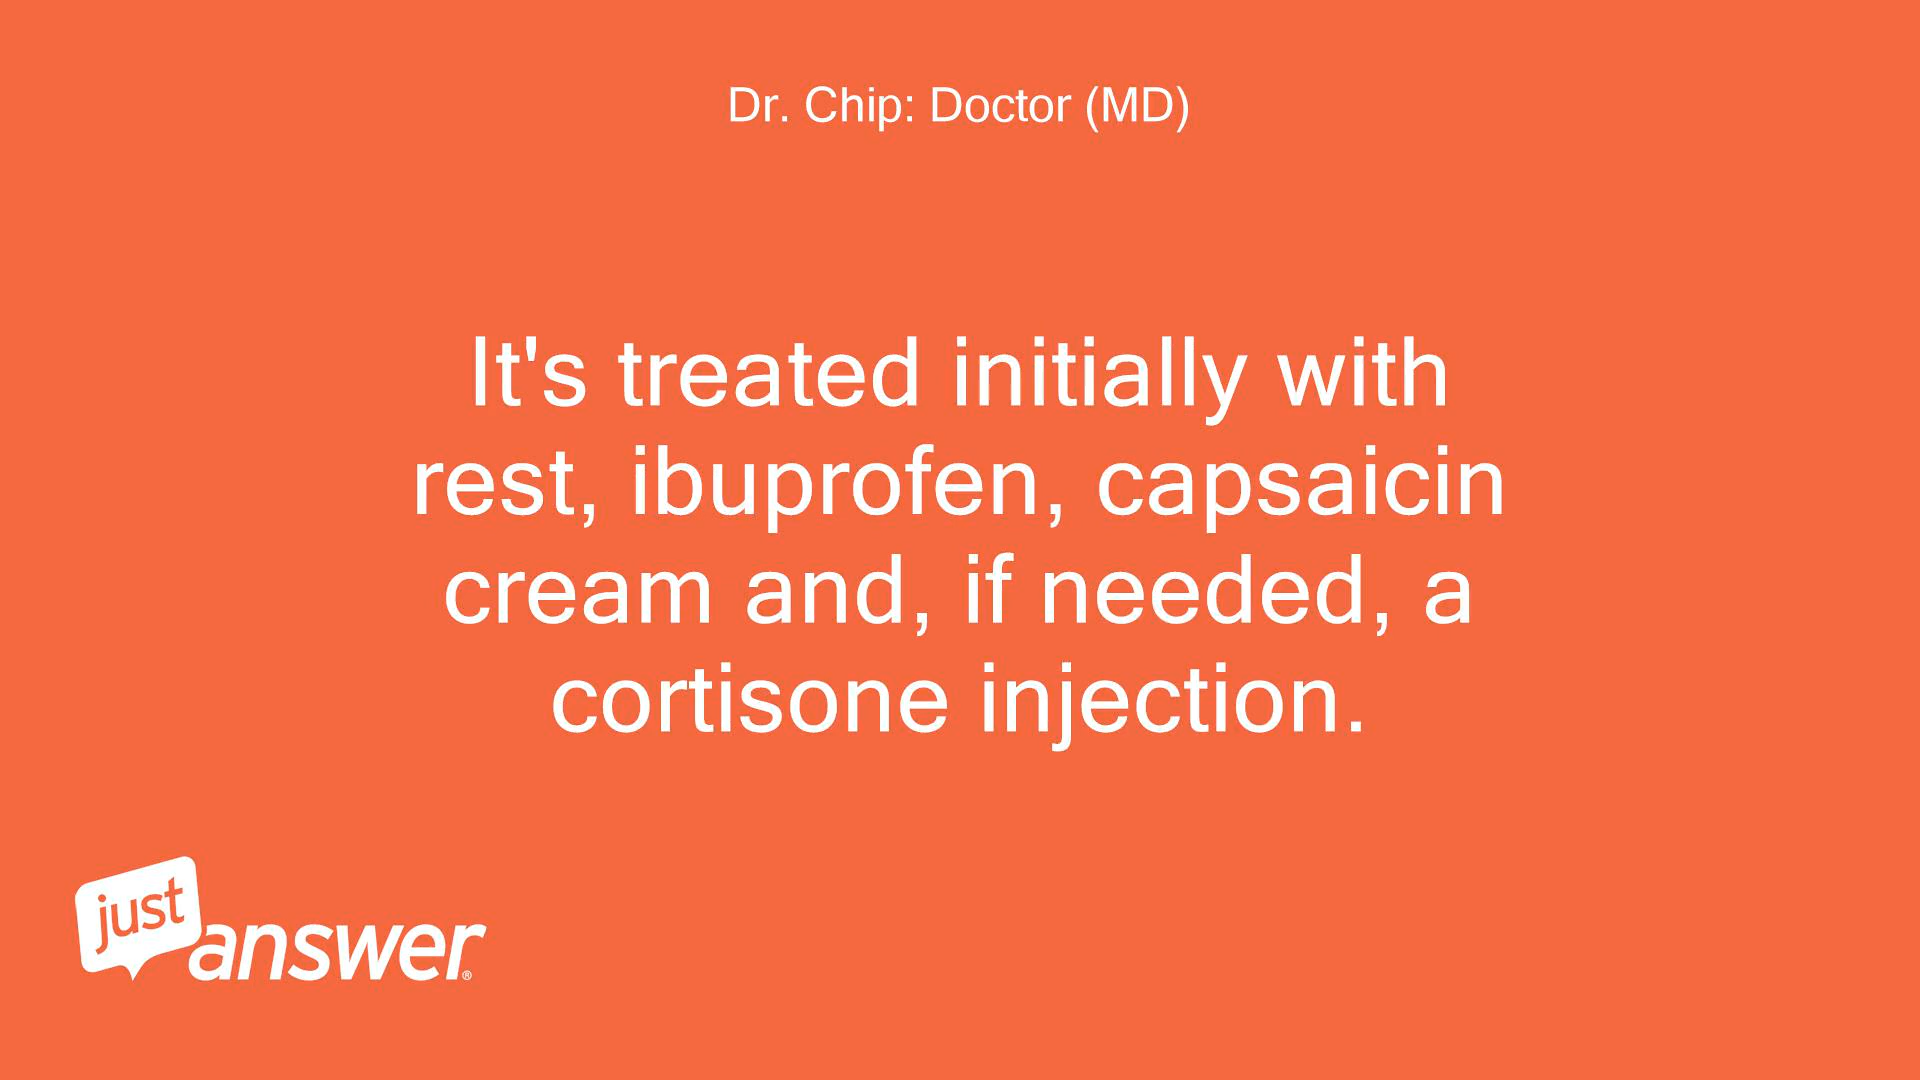 Dr. Chip: Doctor (MD)
It's treated initially with
rest, ibuprofen, capsaicin
cream and, if needed, a
cortisone injection.
just
answer®